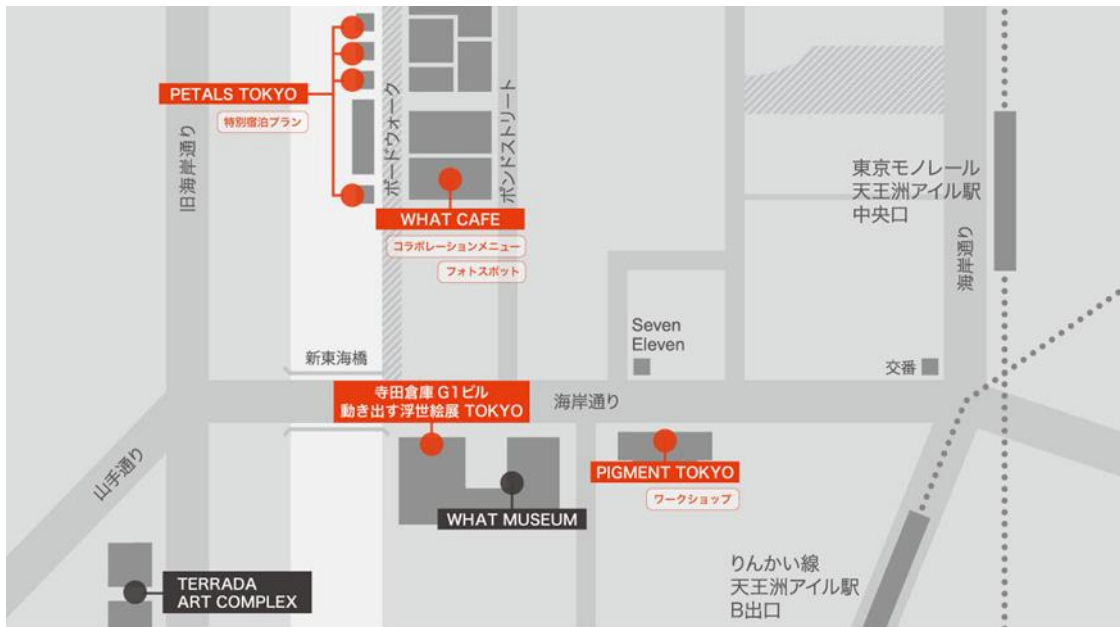 PETALS TOKYO
特別宿泊プラン
旧海岸通り
ボードウォーク
ボンドストリート
WHAT CAFE
コラボレーションメニュー
フォトスポット
東京モノレール
天王洲アイル駅
中央口
海岸通り
Seven
Eleven
交番
新東海橋
寺田倉庫 G1ビル
動き出す浮世絵展 TOKYO
海岸通り
山手通り
PIGMENT TOKYO
ワークショップ
WHAT MUSEUM
TERRADA
ART COMPLEX
りんかい線
天王洲アイル駅
B出口